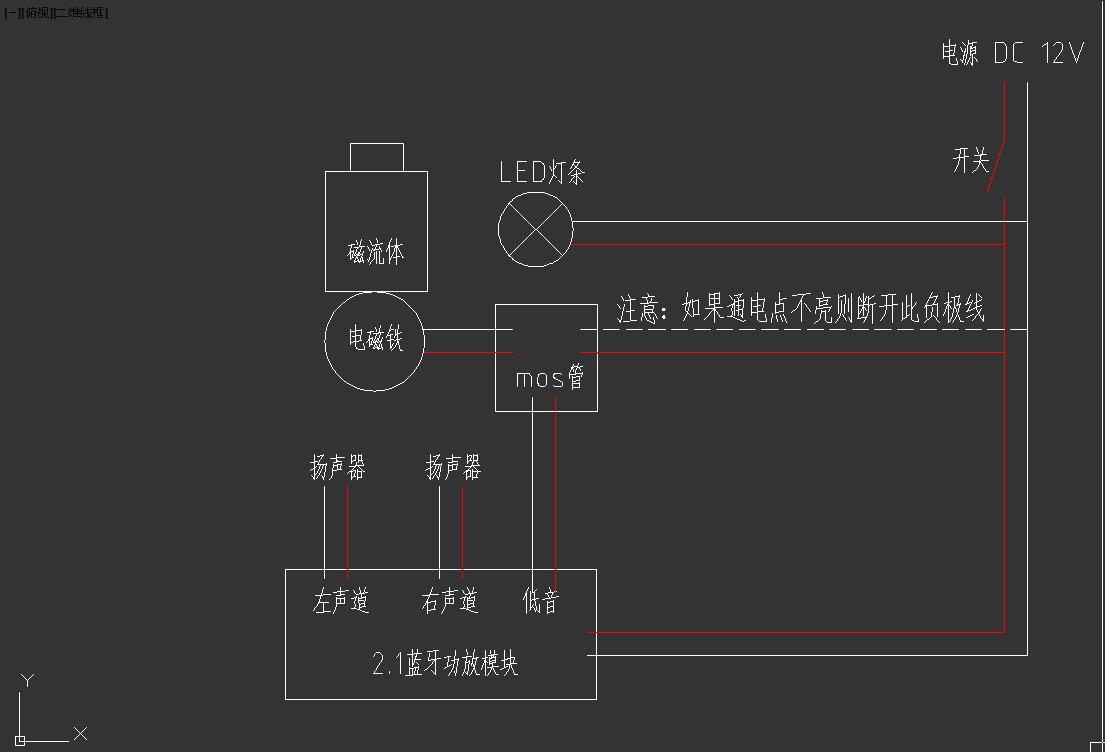 [-][俯视][二维线框]
电源 DC 12V
开关
LED灯条
磁流体
注意：如果通电点不亮则断开此负极线
电磁铁
mos管
扬声器
扬声器
左声道
右声道
低音
2.1蓝牙功放模块
Y
X